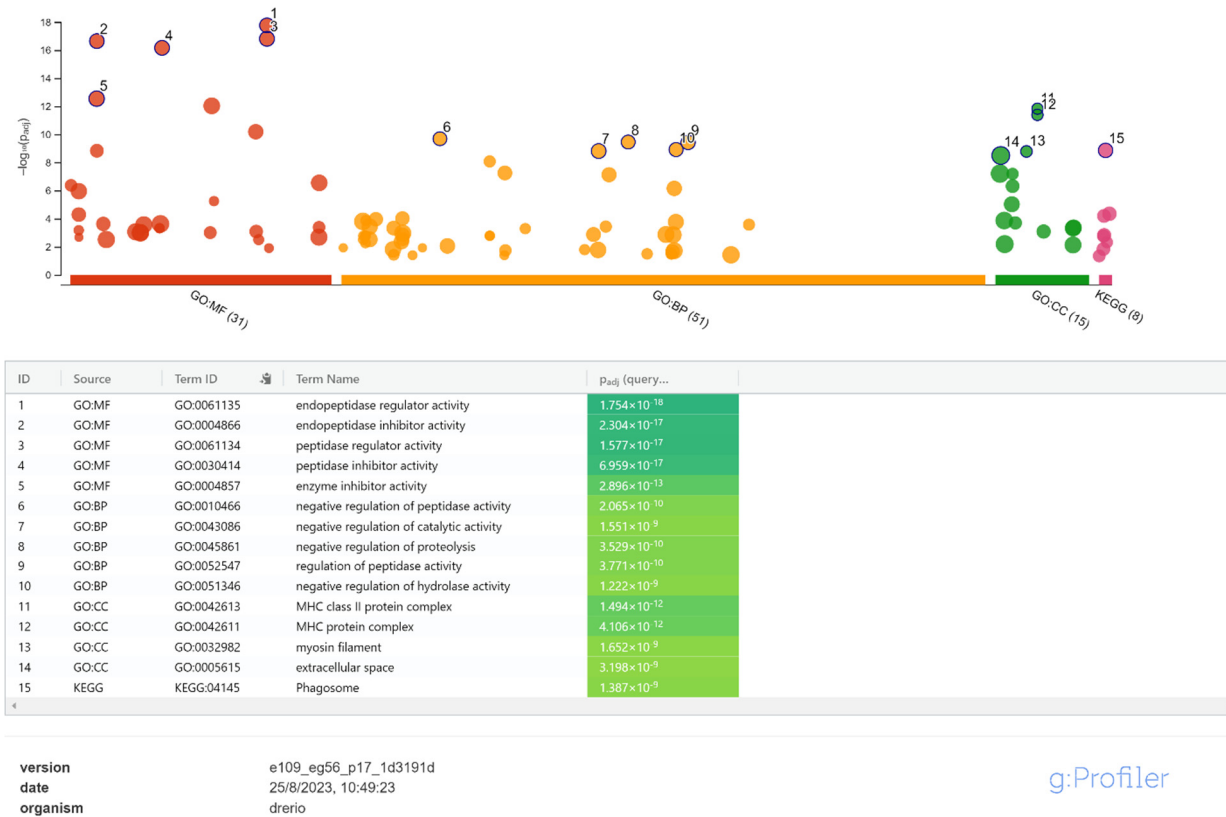 18
16
14
12
10
8
6
4
2
0
-log₁₀(padj)
1
2
3
4
5
6
7
8
9
10
11
12
13
14
15
GO:MF (31)
GO:BP (51)
GO:CC (15)
KEGG (8)
ID Source Term ID Term Name padj (query...
1 GO:MF GO:0061135 endopeptidase regulator activity 1.754×10-18
2 GO:MF GO:0004866 endopeptidase inhibitor activity 2.304×10-17
3 GO:MF GO:0061134 peptidase regulator activity 1.577×10-17
4 GO:MF GO:0030414 peptidase inhibitor activity 6.959×10-17
5 GO:MF GO:0004857 enzyme inhibitor activity 2.896×10-13
6 GO:BP GO:0010466 negative regulation of peptidase activity 2.065×10-10
7 GO:BP GO:0043086 negative regulation of catalytic activity 1.551×10-9
8 GO:BP GO:0045861 negative regulation of proteolysis 3.529×10-10
9 GO:BP GO:0052547 regulation of peptidase activity 3.771×10-10
10 GO:BP GO:0051346 negative regulation of hydrolase activity 1.222×10-9
11 GO:CC GO:0042613 MHC class II protein complex 1.494×10-12
12 GO:CC GO:0042611 MHC protein complex 4.106×10-12
13 GO:CC GO:0032982 myosin filament 1.652×10-9
14 GO:CC GO:0005615 extracellular space 3.198×10-9
15 KEGG KEGG:04145 Phagosome 1.387×10-9
version e109_eg56_p17_1d3191d
date 25/8/2023, 10:49:23
organism drerio
g:Profiler